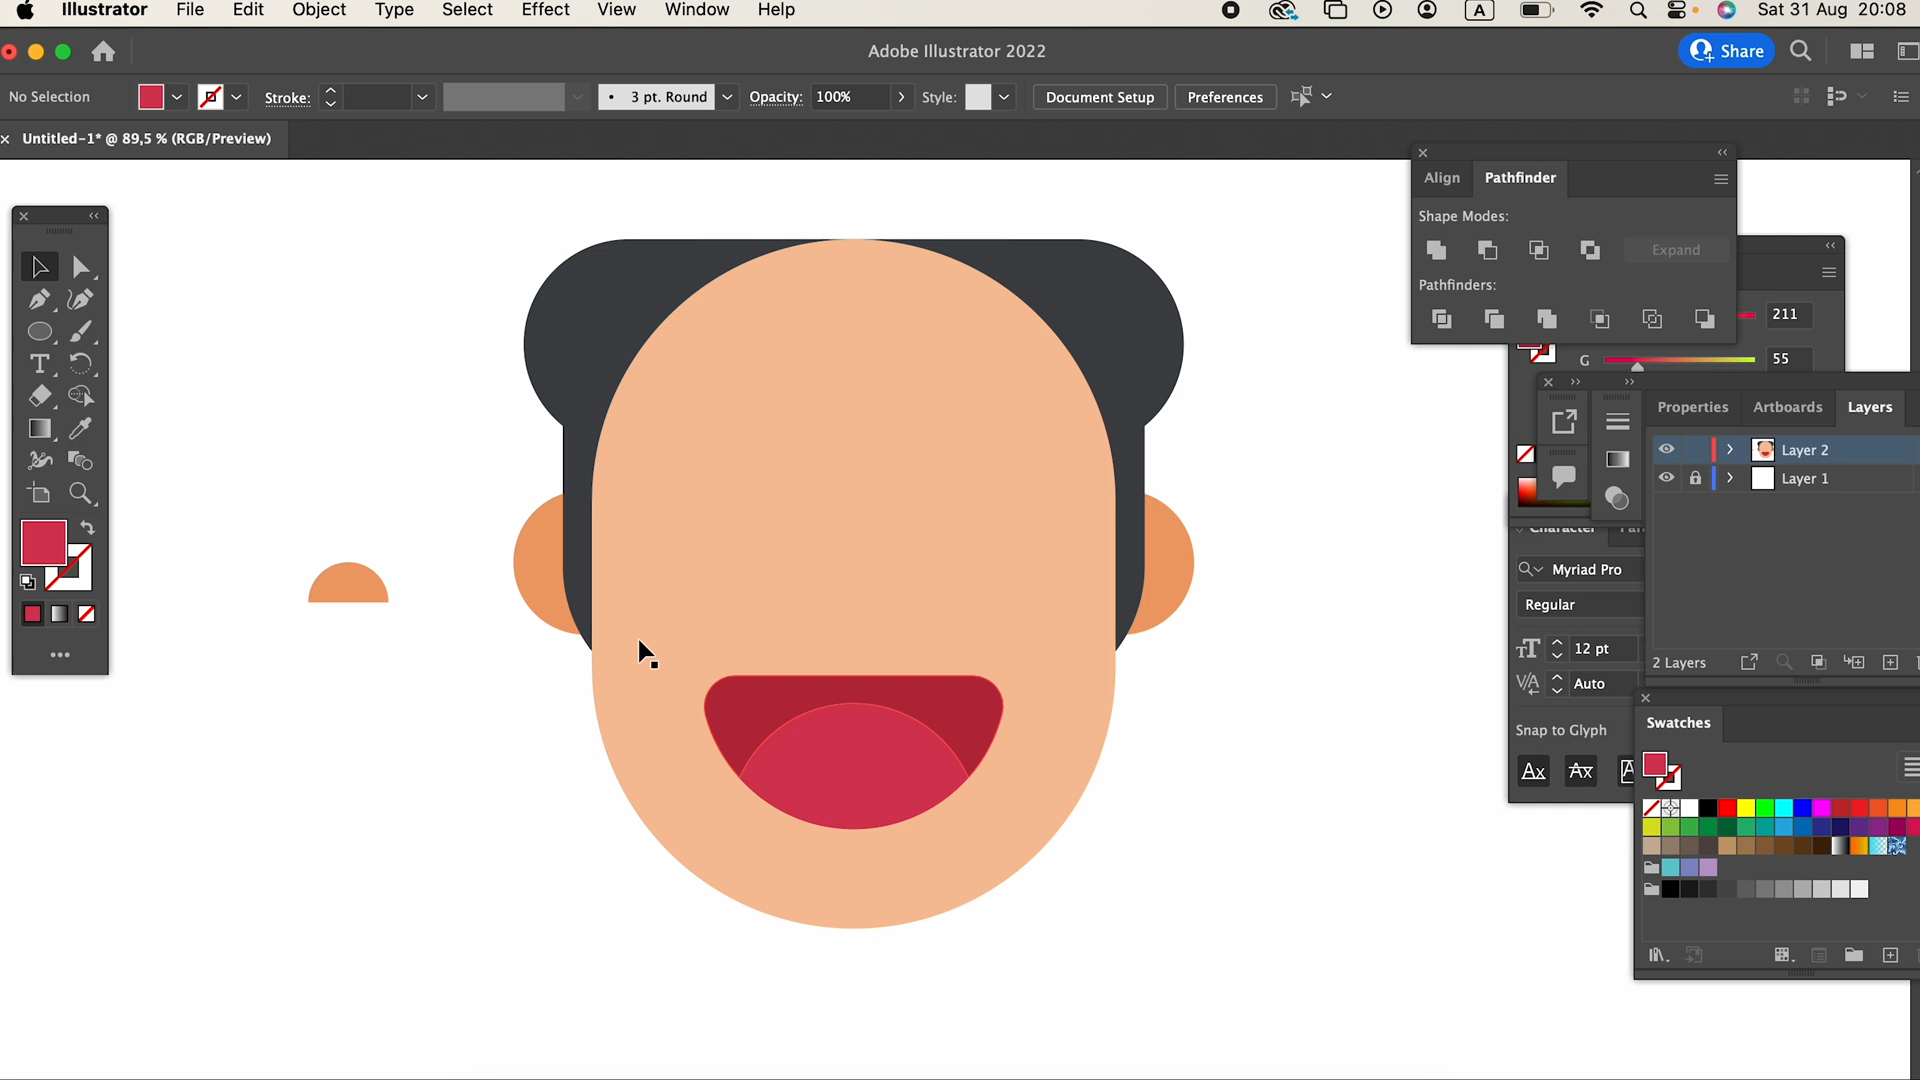 Illustrator File Edit Object Type Select Effect View Window Help A Sat 31 Aug 20:08
Adobe Illustrator 2022
Share
No Selection Stroke: • 3 pt. Round Opacity: 100% Style: Document Setup Preferences
Untitled-1* @ 89,5 % (RGB/Preview)
Align Pathfinder
Shape Modes:
Expand
Pathfinders:
211
G 55
Properties Artboards Layers
Layer 2
Layer 1
Character
Myriad Pro
Regular
12 pt
2 Layers
Auto
Swatches
Snap to Glyph